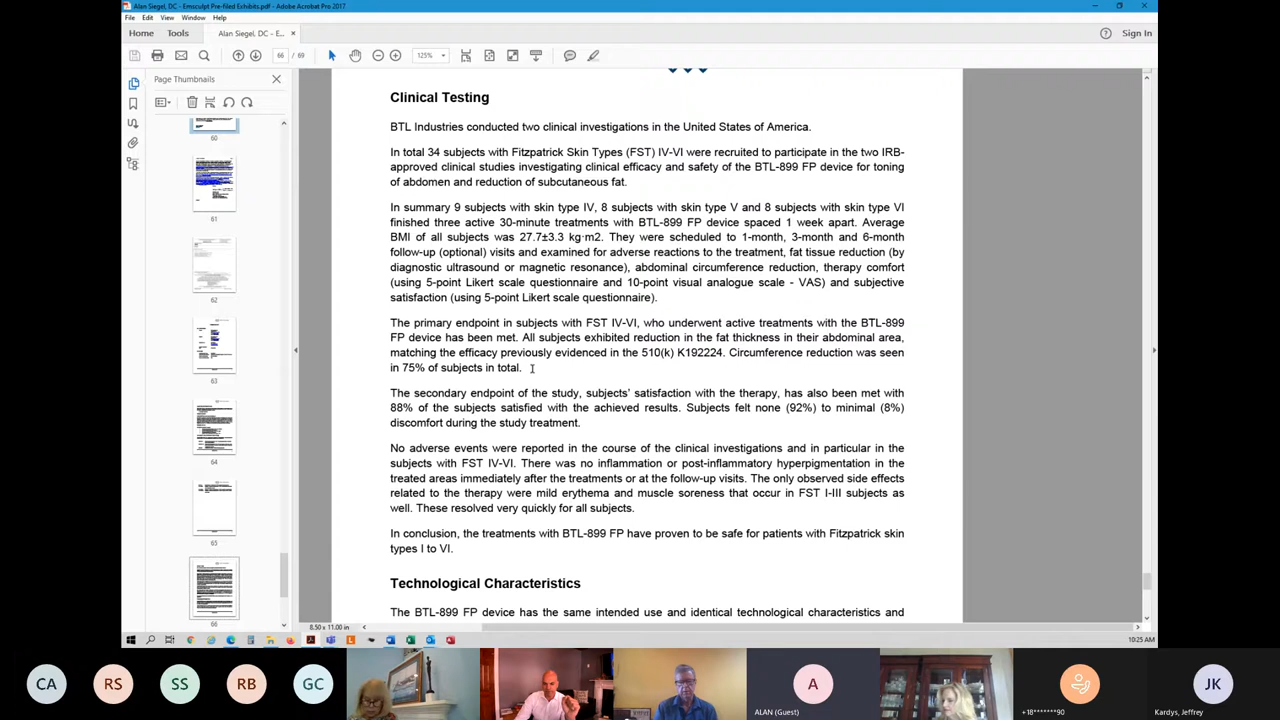 Alan Siegel, DC - Emsculpt Pre-filed Exhibits.pdf - Adobe Acrobat Pro 2017
File Edit View Window Help
Home Tools Alan Siegel, DC - E... × Sign In
66 / 69 125%
Page Thumbnails
60
61
62
63
64
65
66
Clinical Testing
BTL Industries conducted two clinical investigations in the United States of America.
In total 34 subjects with Fitzpatrick Skin Types (FST) IV-VI were recruited to participate in the two IRB-
approved clinical studies investigating clinical efficacy and safety of the BTL-899 FP device for toning
of abdomen and reduction of subcutaneous fat.
In summary 9 subjects with skin type IV, 8 subjects with skin type V and 8 subjects with skin type VI
finished three active 30-minute treatments with BTL-899 FP device spaced 1 week apart. Average
BMI of all subjects was 27.7±3.3 kg·m2. They were scheduled to 1-month, 3-month and 6-month
follow-up (optional) visits and examined for adverse reactions to the treatment, fat tissue reduction (by
diagnostic ultrasound or magnetic resonance), abdominal circumference reduction, therapy comfort
(using 5-point Likert scale questionnaire and 10-point visual analogue scale - VAS) and subjective
satisfaction (using 5-point Likert scale questionnaire).
The primary endpoint in subjects with FST IV-VI, who underwent active treatments with the BTL-899
FP device has been met. All subjects exhibited reduction in the fat thickness in their abdominal area,
matching the efficacy previously evidenced in the 510(k) K192224. Circumference reduction was seen
in 75% of subjects in total.
The secondary endpoint of the study, subjects' satisfaction with the therapy, has also been met with
88% of the subjects satisfied with the achieved results. Subjects felt none (92%) to minimal (8%)
discomfort during the study treatment.
No adverse events were reported in the course of the clinical investigations and in particular in the
subjects with FST IV-VI. There was no inflammation or post-inflammatory hyperpigmentation in the
treated areas immediately after the treatments or at the follow-up visits. The only observed side effects
related to the therapy were mild erythema and muscle soreness that occur in FST I-III subjects as
well. These resolved very quickly for all subjects.
In conclusion, the treatments with BTL-899 FP have proven to be safe for patients with Fitzpatrick skin
types I to VI.
Technological Characteristics
The BTL-899 FP device has the same intended use and identical technological characteristics and
8.50 x 11.00 in
10:25 AM
CA RS SS RB GC A JK
ALAN (Guest) +18*******90 Kardys, Jeffrey